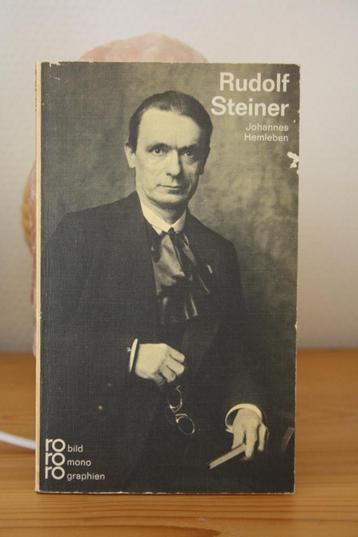 Rudolf
Steiner
Johannes
Hemleben
ro bild
ro mono
ro graphien